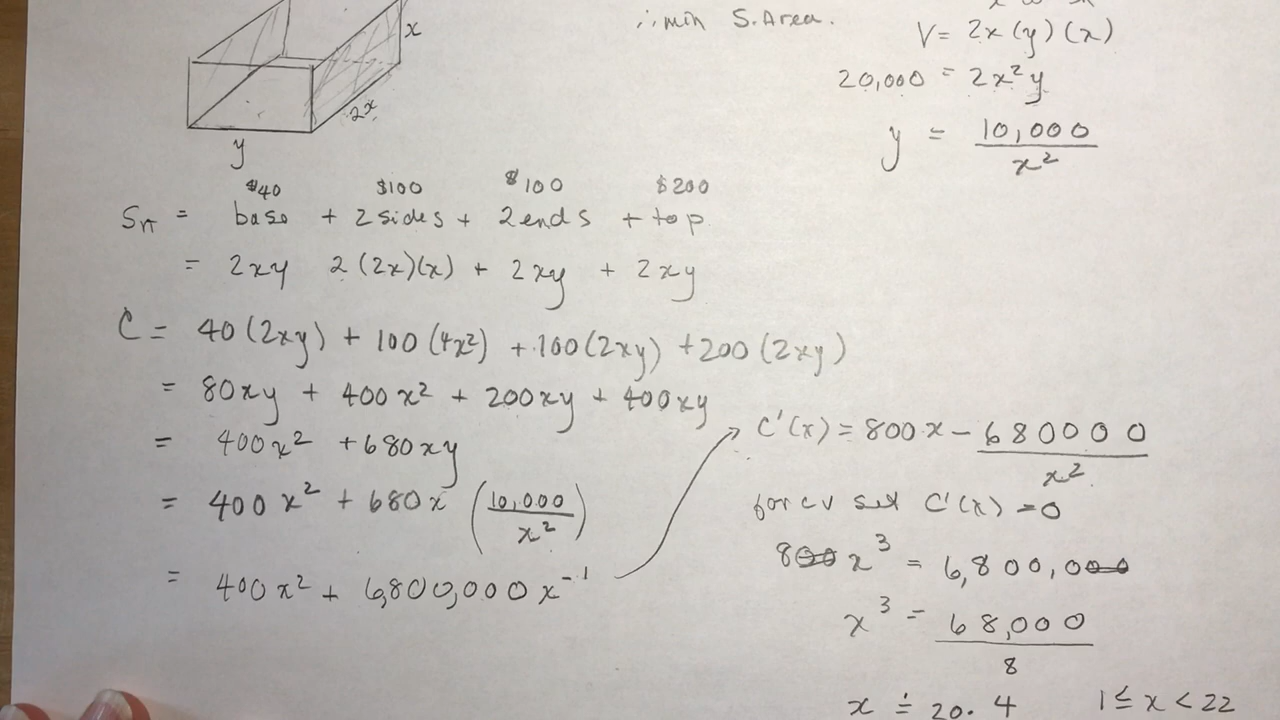 x
∴ min S. Area.
V = 2x (y) (x)
20,000 = 2x²y
y = 10,000 / x²
2x
y
$40 $100 $100 $200
= base + 2 sides + 2 ends + top
= 2xy 2(2x)(x) + 2xy + 2xy
C = 40(2xy) + 100(4x²) + 100(2xy) + 200(2xy)
= 80xy + 400x² + 200xy + 400xy
= 400x² + 680xy
= 400x² + 680x (10,000 / x²)
= 400x² + 6,800,000x⁻¹
C'(x) = 800x - 680000 / x²
for cv set C'(x) = 0
800x³ = 6,800,000
x³ = 68,000 / 8
x ≐ 20.4 1 ≤ x < 22